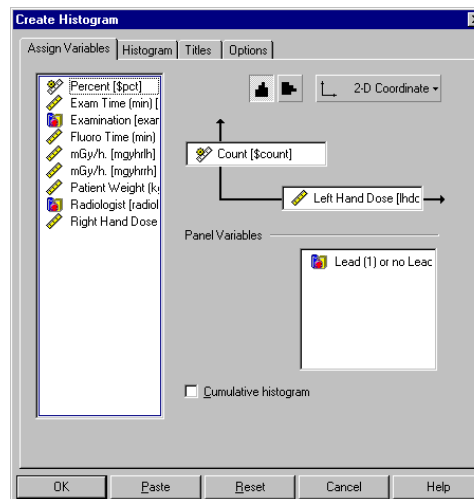 Create Histogram
Assign Variables Histogram Titles Options
Percent [$pct]
Exam Time (min) [
Examination [exar
Fluoro Time (min)
mGy/h. [mgyhrlh]
mGy/h. [mgyhrrh]
Patient Weight (k
Radiologist [radiol
Right Hand Dose
2-D Coordinate
Count [$count]
Left Hand Dose [lhdc
Panel Variables
Lead (1) or no Leac
Cumulative histogram
OK Paste Reset Cancel Help